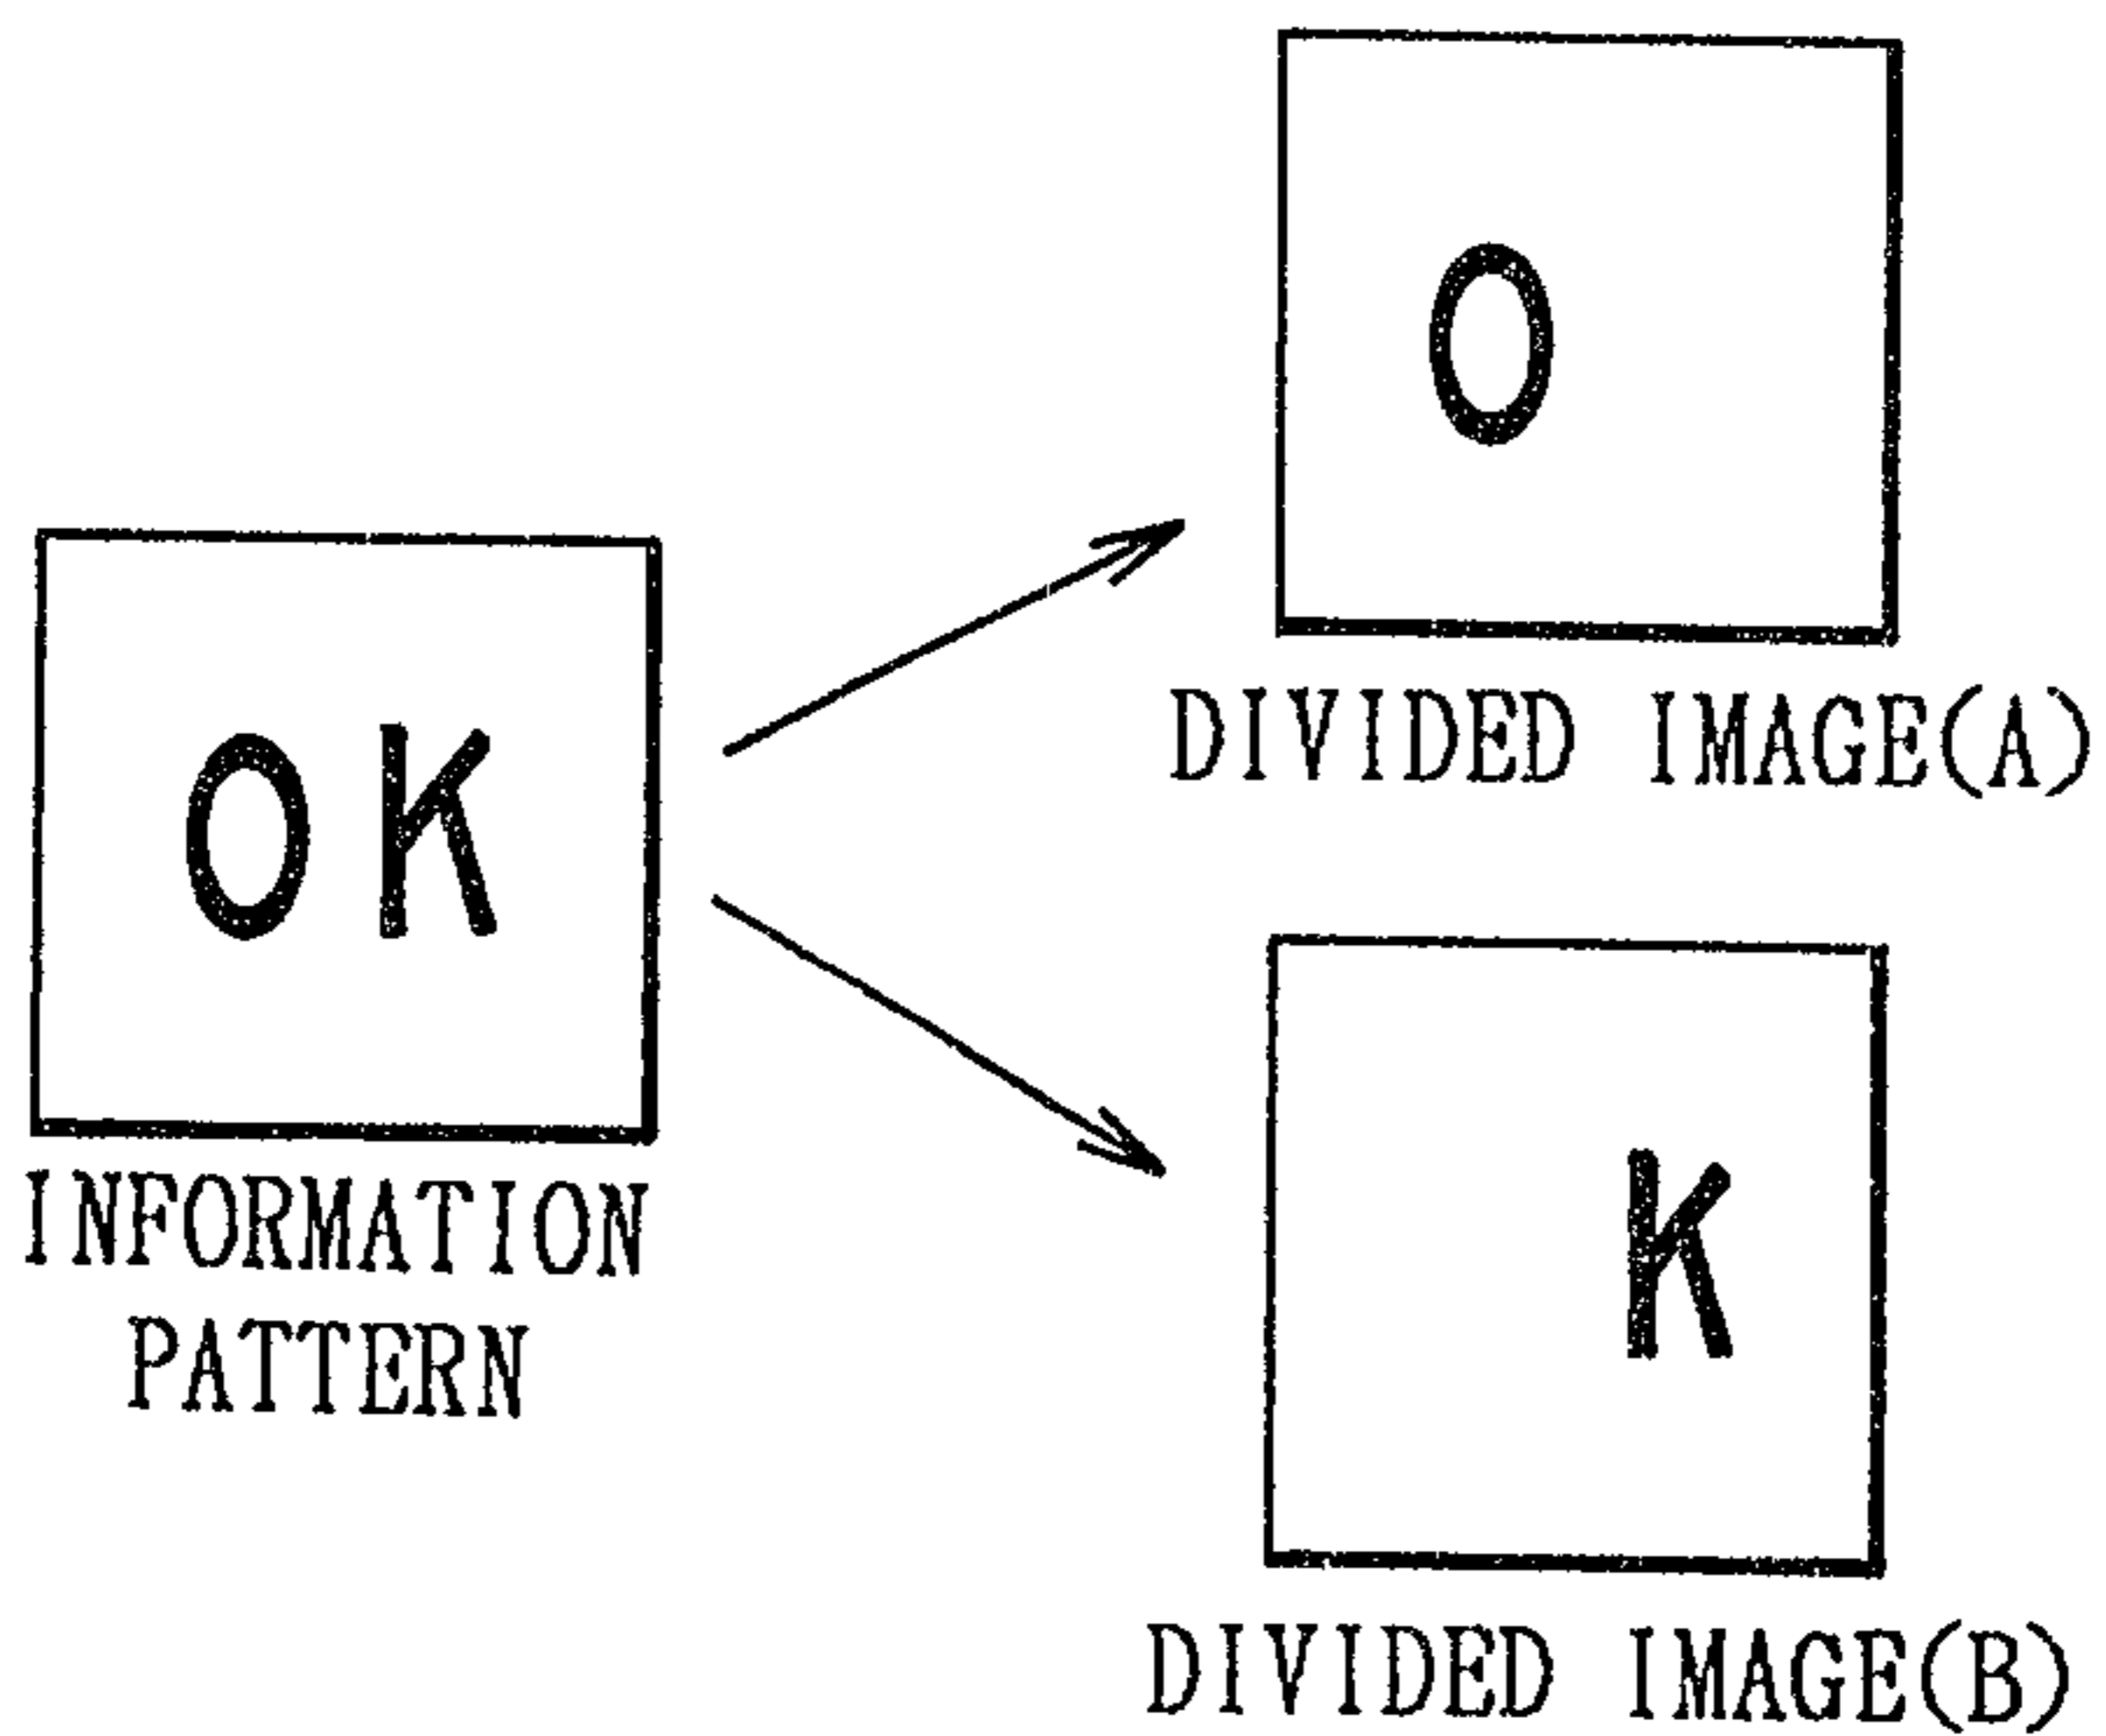 O
DIVIDED IMAGE(A)
OK
INFORMATION
PATTERN
K
DIVIDED IMAGE(B)